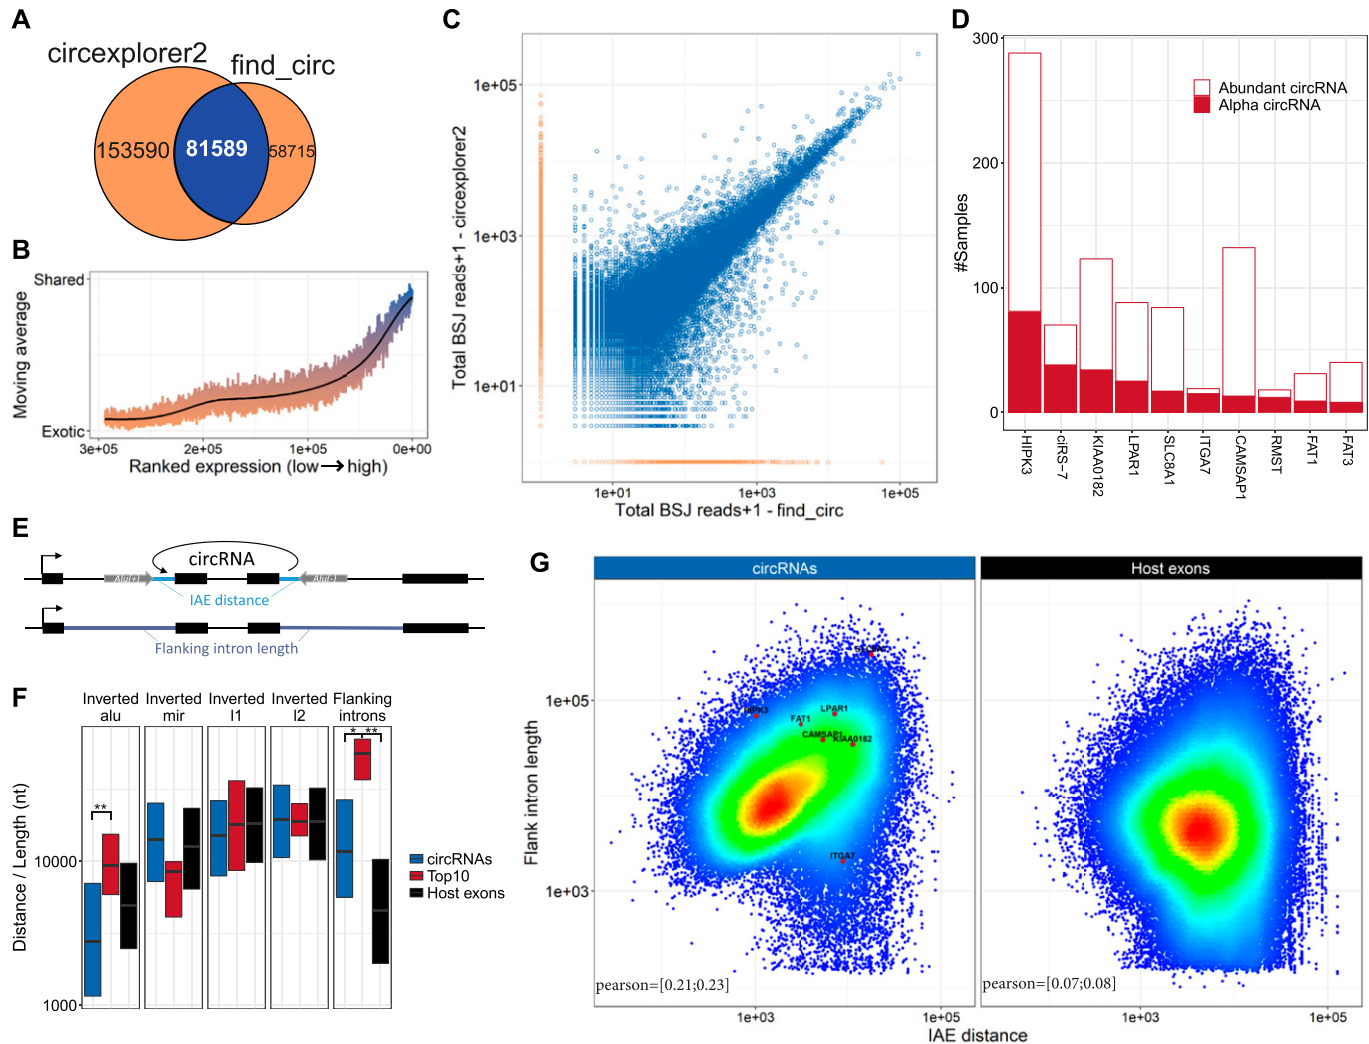 A
circexplorer2
find_circ
153590
81589
58715
B
Shared
Moving average
Exotic
3e+05
2e+05
1e+05
0e+00
Ranked expression (low→high)
C
Total BSJ reads+1 - circexplorer2
1e+05
1e+03
1e+01
1e+01
1e+03
1e+05
Total BSJ reads+1 - find_circ
D
#Samples
300
200
100
0
Abundant circRNA
Alpha circRNA
HIPK3
ciRS-7
KIAA0182
LPAR1
SLC8A1
ITGA7
CAMSAP1
RMST
FAT1
FAT3
E
circRNA
Alu(+)
Alu(-)
IAE distance
Flanking intron length
F
Inverted alu
Inverted mir
Inverted l1
Inverted l2
Flanking introns
Distance / Length (nt)
10000
1000
**
* **
circRNAs
Top10
Host exons
G
circRNAs
Host exons
Flank intron length
1e+05
1e+03
HIPK3
FAT1
LPAR1
CAMSAP1
KIAA0182
ITGA7
pearson=[0.21;0.23]
pearson=[0.07;0.08]
1e+03
1e+05
1e+03
1e+05
IAE distance